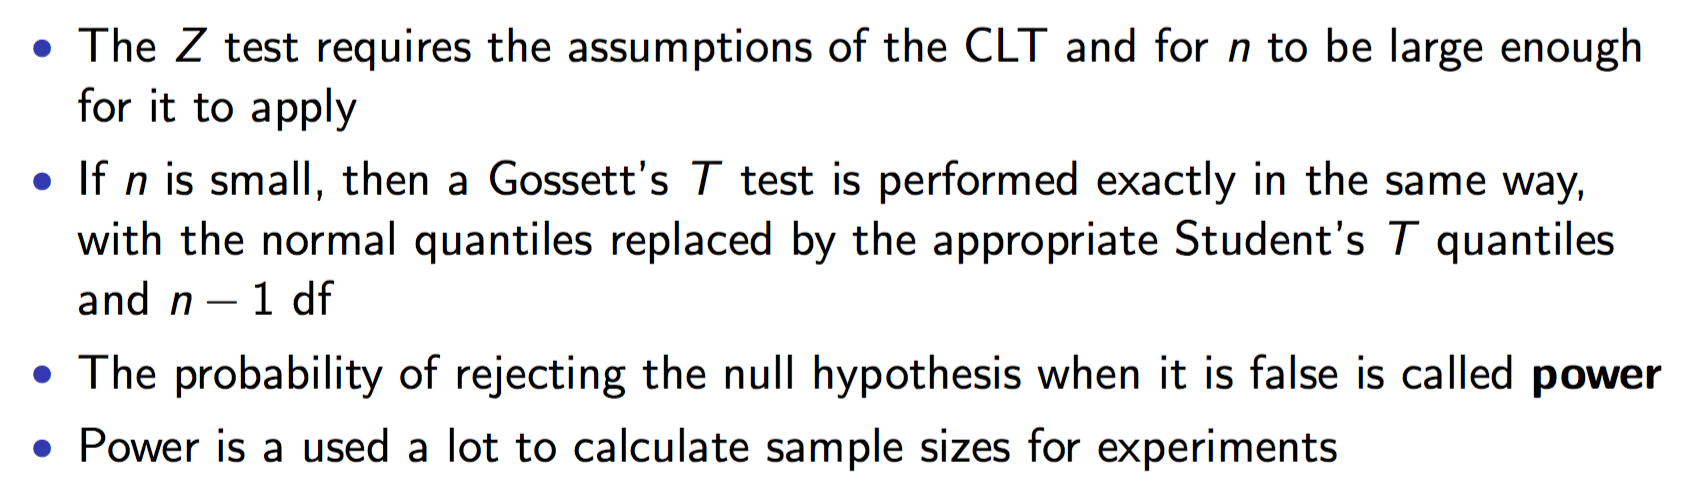 • The Z test requires the assumptions of the CLT and for n to be large enough
for it to apply
• If n is small, then a Gossett's T test is performed exactly in the same way,
with the normal quantiles replaced by the appropriate Student's T quantiles
and n − 1 df
• The probability of rejecting the null hypothesis when it is false is called power
• Power is a used a lot to calculate sample sizes for experiments